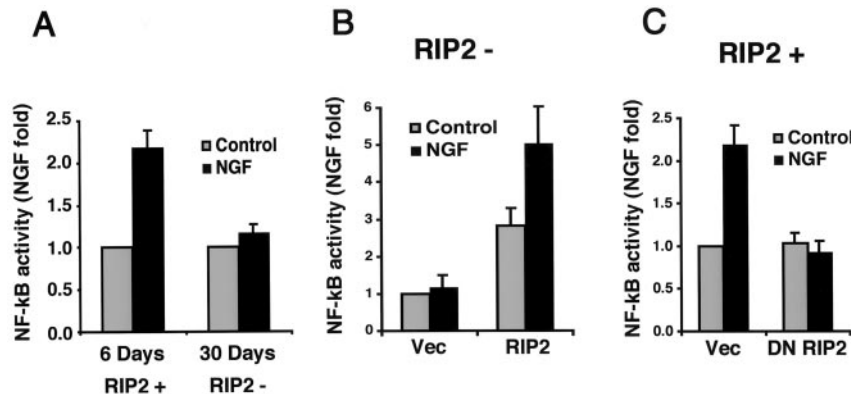 A
NF-kB activity (NGF fold)
2.5
2.0
1.5
1.0
0.5
0.0
Control
NGF
6 Days
30 Days
RIP2 +
RIP2 -
B
RIP2 -
NF-kB activity (NGF fold)
6
5
4
3
2
1
0
Control
NGF
Vec
RIP2
C
RIP2 +
NF-kB activity (NGF fold)
2.5
2.0
1.5
1.0
0.5
0.0
Control
NGF
Vec
DN RIP2